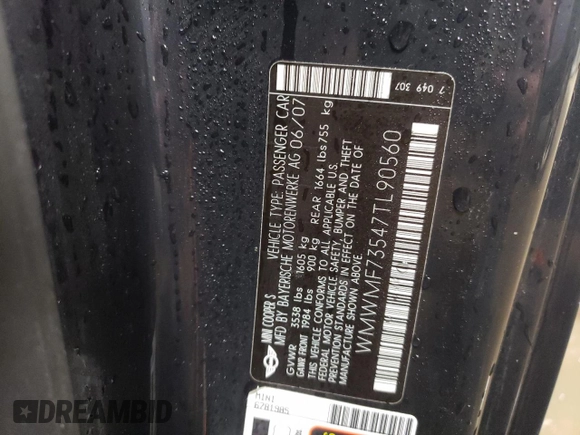 MINI COOPER S
VEHICLE TYPE: PASSENGER CAR
MFD BY BAYERISCHE MOTORENWERKE AG 06/07
GVWR 3538 lbs 1605 kg
GAWR FRONT 1984 lbs 900 kg REAR 1664 lbs 755 kg
THIS VEHICLE CONFORMS TO ALL APPLICABLE U.S.
FEDERAL MOTOR VEHICLE SAFETY, BUMPER AND THEFT
PREVENTION STANDARDS IN EFFECT ON THE DATE OF
MANUFACTURE SHOWN ABOVE.
WMWMF73547TL90560
7 049 307
MINI
6781985
DREAMBID